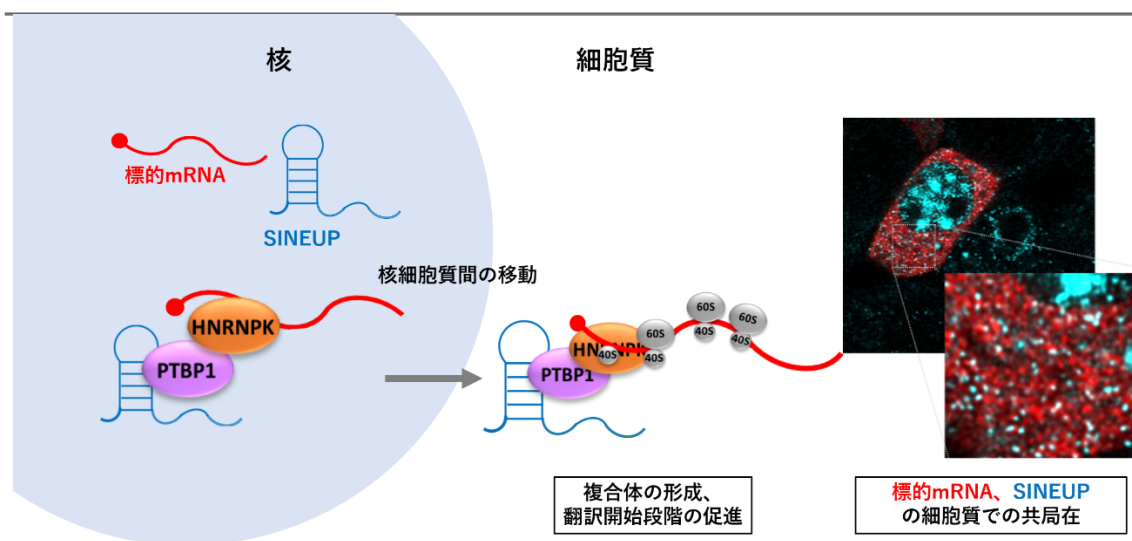 核
細胞質
標的mRNA
SINEUP
核細胞質間の移動
HNRNPK
PTBP1
60S
60S
60S
40S
40S
40S
40S
HNRNPK
PTBP1
複合体の形成、
翻訳開始段階の促進
標的mRNA、SINEUP
の細胞質での共局在